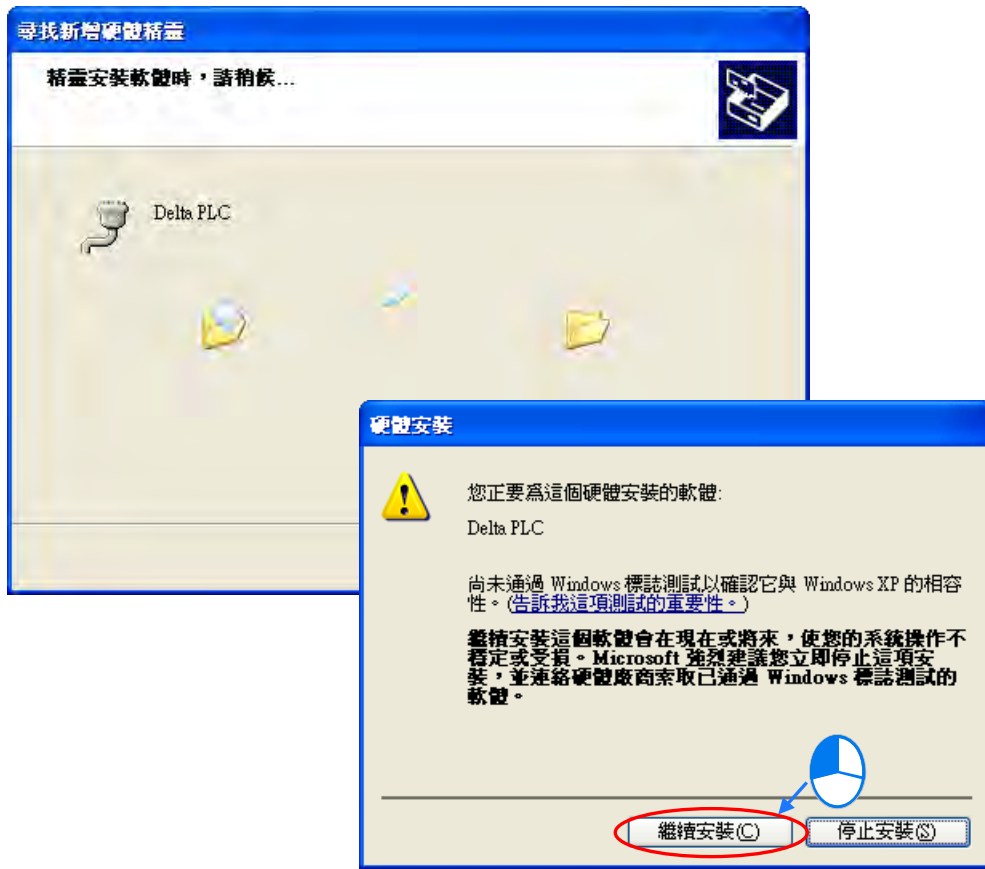 尋找新增硬體精靈
精靈安裝軟體時，請稍候...
Delta PLC
硬體安裝
您正要為這個硬體安裝的軟體:
Delta PLC
尚未通過 Windows 標誌測試以確認它與 Windows XP 的相容
性。(告訴我這項測試的重要性。)
繼續安裝這個軟體會在現在或將來，使您的系統操作不
穩定或受損。Microsoft 強烈建議您立即停止這項安
裝，並連絡硬體廠商索取已通過 Windows 標誌測試的
軟體。
繼續安裝(C)
停止安裝(S)